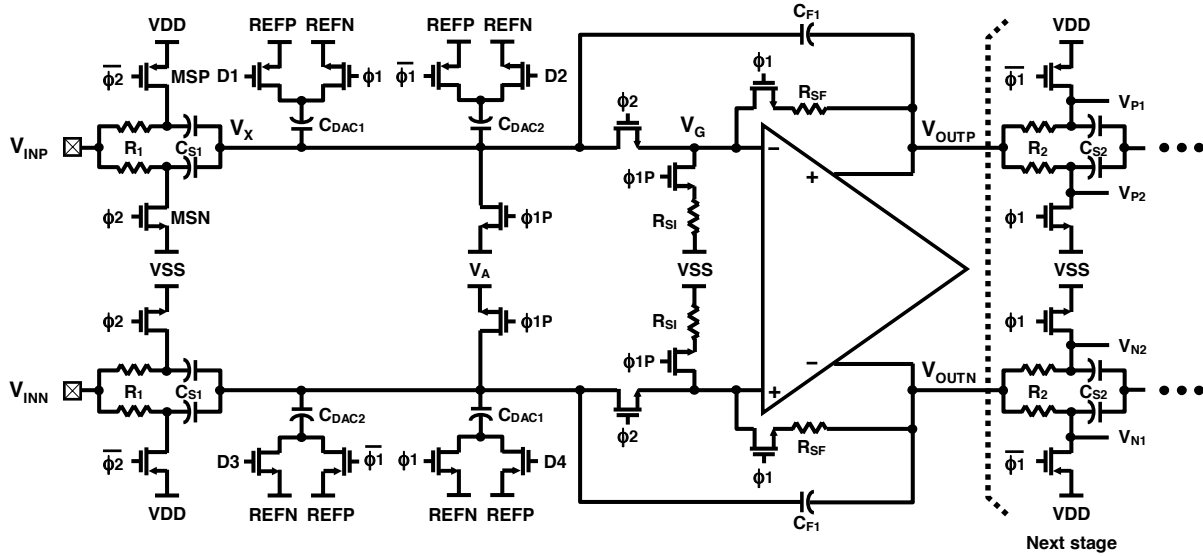 VDD REFP REFN REFP REFN CF1 VDD
ϕ1
ϕ2 MSP D1 ϕ1 ϕ1 D2 ϕ2 RSF ϕ1
VP1
VINP R1 CS1 VX CDAC1 CDAC2 VG VOUTP R2 CS2
− +
ϕ2 MSN ϕ1P ϕ1P RSI VP2 ϕ1
VSS VA VSS VSS
ϕ2 ϕ1P RSI ϕ1
ϕ1P VN2
VINN R1 CS1 CDAC2 CDAC1 + − VOUTN R2 CS2
ϕ2 RSF VN1
ϕ2 D3 ϕ1 ϕ1 D4 ϕ1 ϕ1
VDD REFN REFP REFN REFP CF1 VDD
Next stage